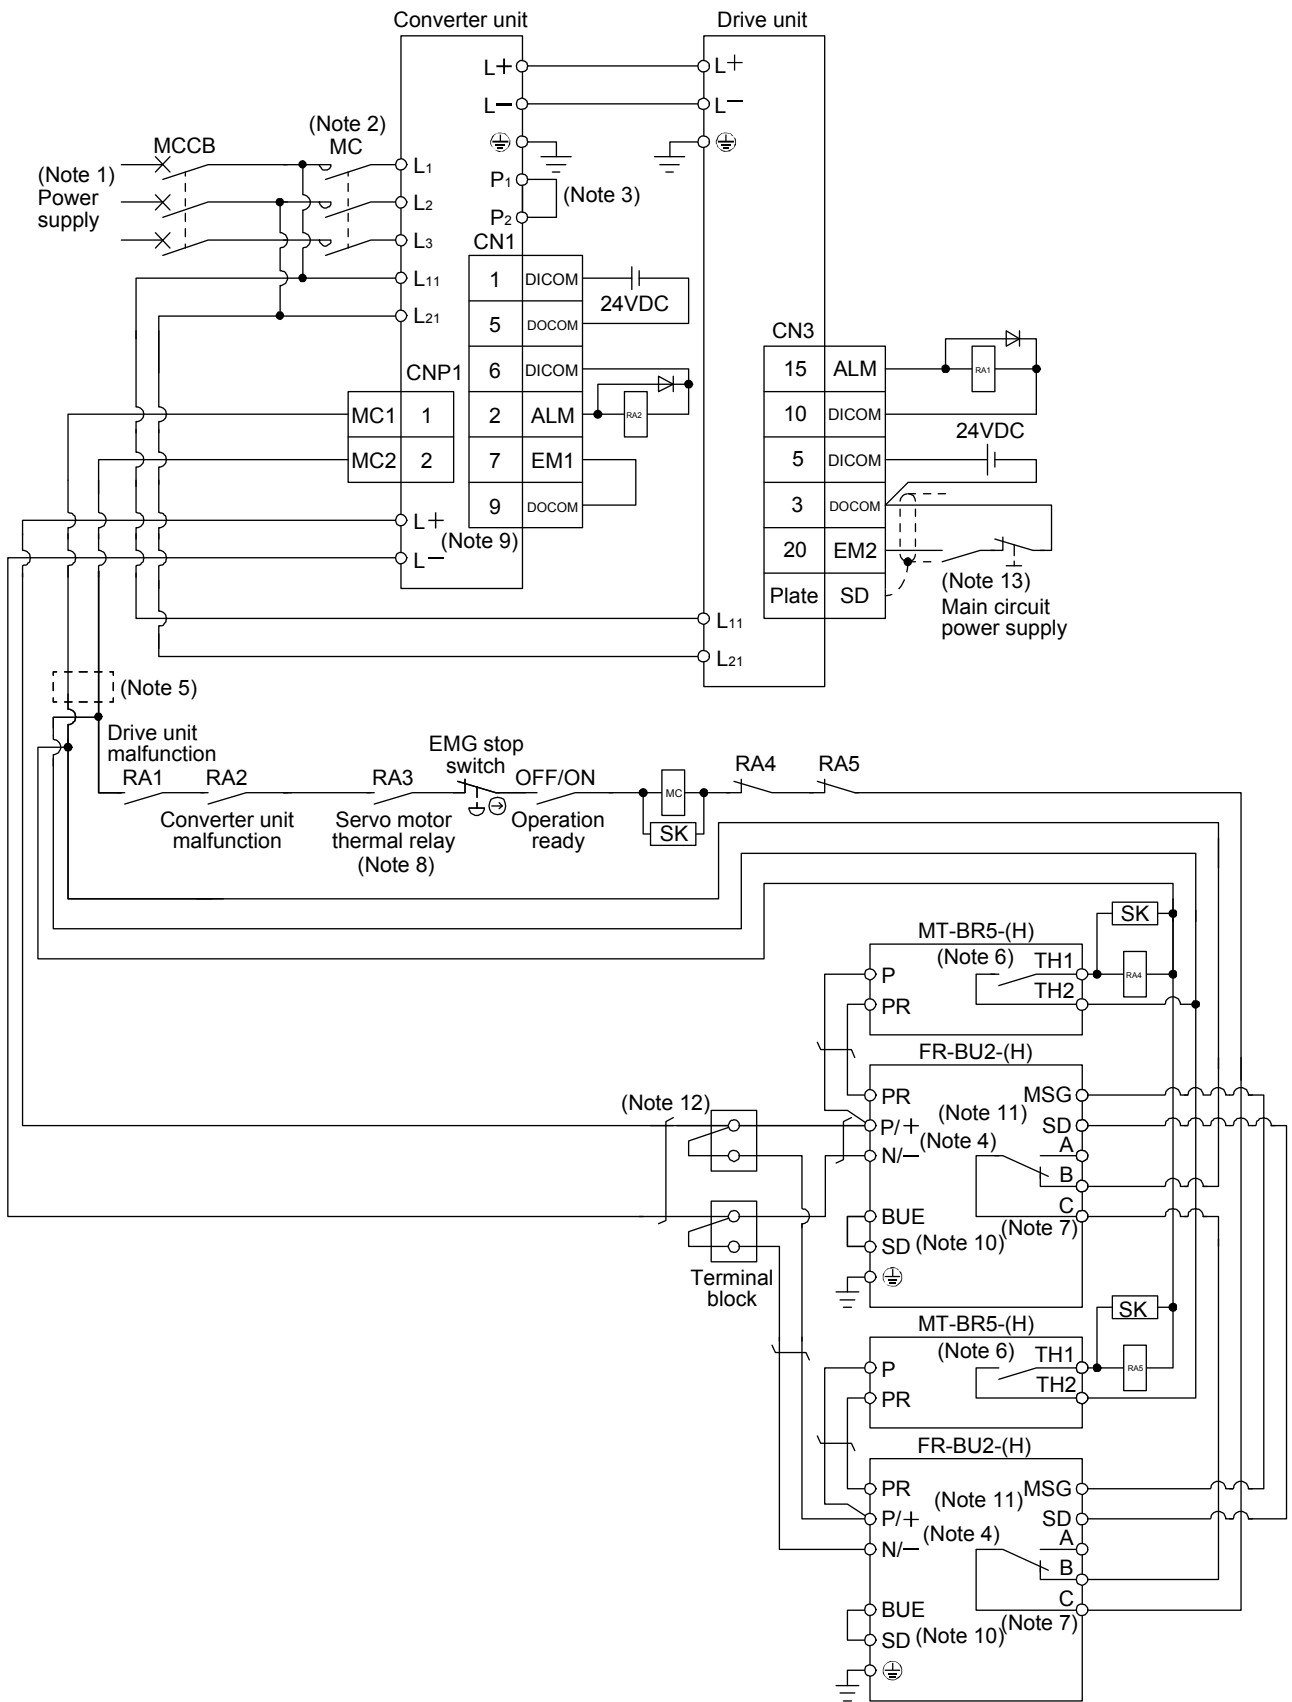 Converter unit
Drive unit
L+
L+
L−
L−
(Note 2)
MCCB
MC
(Note 1)
Power
supply
L1
L2
L3
L11
L21
P1
P2
(Note 3)
CN1
1 DICOM
24VDC
5 DOCOM
6 DICOM
2 ALM
RA2
7 EM1
9 DOCOM
CNP1
MC1 1
MC2 2
L+
(Note 9)
L−
CN3
15 ALM
RA1
10 DICOM
24VDC
5 DICOM
3 DOCOM
20 EM2
Plate SD
(Note 13)
Main circuit
power supply
L11
L21
(Note 5)
Drive unit
malfunction
RA1
RA2
Converter unit
malfunction
RA3
Servo motor
thermal relay
(Note 8)
EMG stop
switch
OFF/ON
Operation
ready
MC
SK
RA4
RA5
SK
MT-BR5-(H)
(Note 6)
TH1
RA4
P
TH2
PR
FR-BU2-(H)
PR
MSG
(Note 11)
(Note 12)
P/+
SD
(Note 4)
A
N/−
B
C
BUE
(Note 7)
SD
(Note 10)
Terminal
block
SK
MT-BR5-(H)
(Note 6)
TH1
RA5
P
TH2
PR
FR-BU2-(H)
PR
MSG
(Note 11)
P/+
SD
(Note 4)
A
N/−
B
C
BUE
(Note 7)
SD
(Note 10)